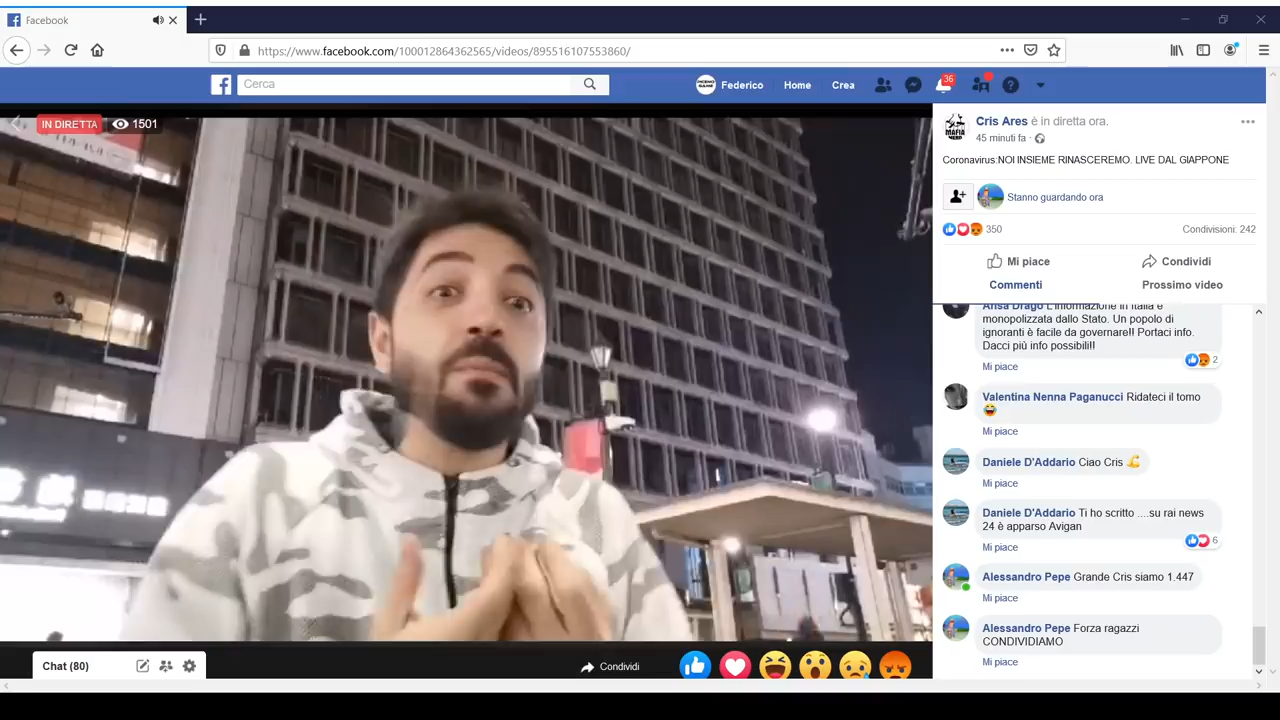 Facebook
https://www.facebook.com/100012864362565/videos/895516107553860/
Cerca
Federico
Home
Crea
36
IN DIRETTA
1501
Cris Ares è in diretta ora.
45 minuti fa ·
Coronavirus:NOI INSIEME RINASCEREMO. LIVE DAL GIAPPONE
Stanno guardando ora
350
Condivisioni: 242
Mi piace
Condividi
Commenti
Prossimo video
Drago L'informazione in Italia è
monopolizzata dallo Stato. Un popolo di
ignoranti è facile da governare!! Portaci info.
Dacci più info possibili!!
2
Mi piace
Valentina Nenna Paganucci Ridateci il tomo
Mi piace
Daniele D'Addario Ciao Cris
Mi piace
Daniele D'Addario Ti ho scritto ....su rai news
24 è apparso Avigan
6
Mi piace
Alessandro Pepe Grande Cris siamo 1.447
Mi piace
Alessandro Pepe Forza ragazzi
CONDIVIDIAMO
Mi piace
Chat (80)
Condividi
MAFIA